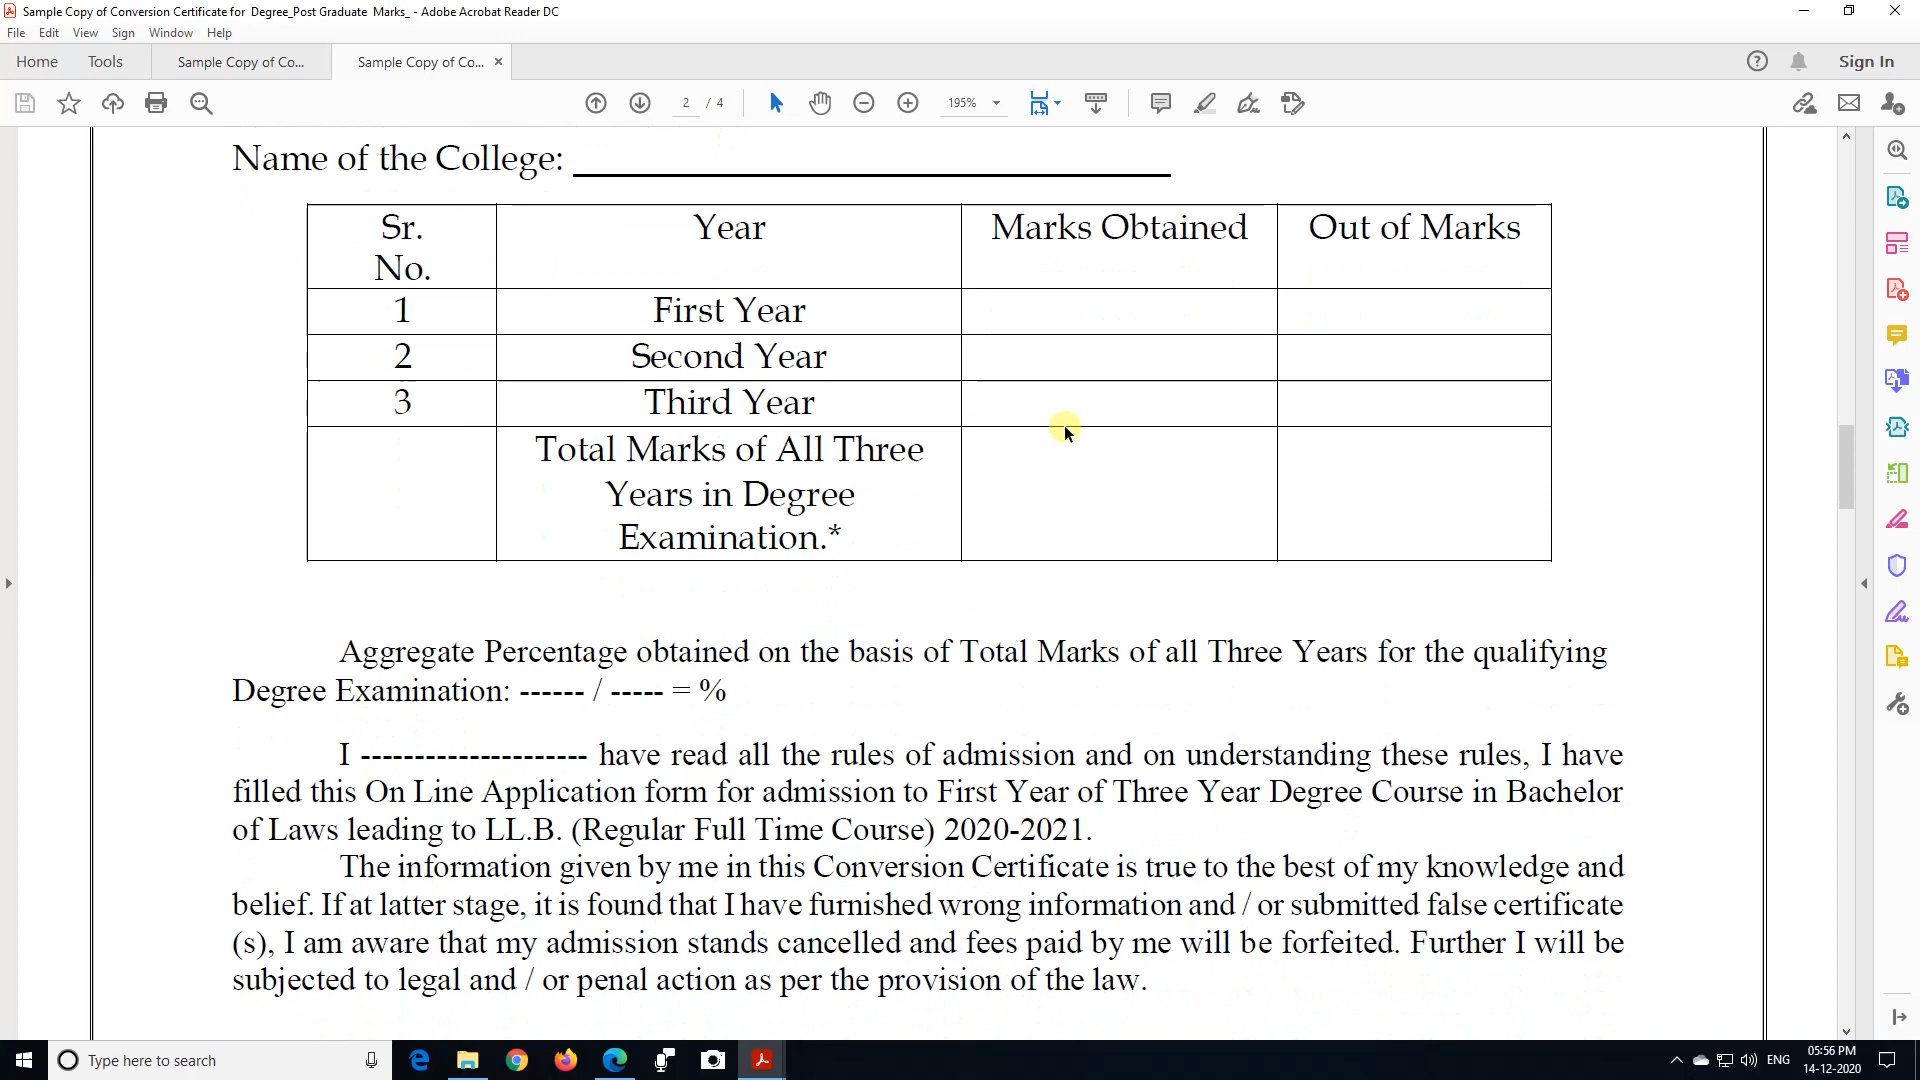 Sample Copy of Conversion Certificate for Degree_Post Graduate Marks_ - Adobe Acrobat Reader DC
File Edit View Sign Window Help
Home Tools Sample Copy of Co... Sample Copy of Co... × Sign In
2 / 4 195%
Name of the College: ____________________
Sr. No. Year Marks Obtained Out of Marks
1 First Year
2 Second Year
3 Third Year
Total Marks of All Three
Years in Degree
Examination.*
Aggregate Percentage obtained on the basis of Total Marks of all Three Years for the qualifying
Degree Examination: ------ / ----- = %
I --------------------- have read all the rules of admission and on understanding these rules, I have
filled this On Line Application form for admission to First Year of Three Year Degree Course in Bachelor
of Laws leading to LL.B. (Regular Full Time Course) 2020-2021.
The information given by me in this Conversion Certificate is true to the best of my knowledge and
belief. If at latter stage, it is found that I have furnished wrong information and / or submitted false certificate
(s), I am aware that my admission stands cancelled and fees paid by me will be forfeited. Further I will be
subjected to legal and / or penal action as per the provision of the law.
Type here to search
ENG
05:56 PM
14-12-2020